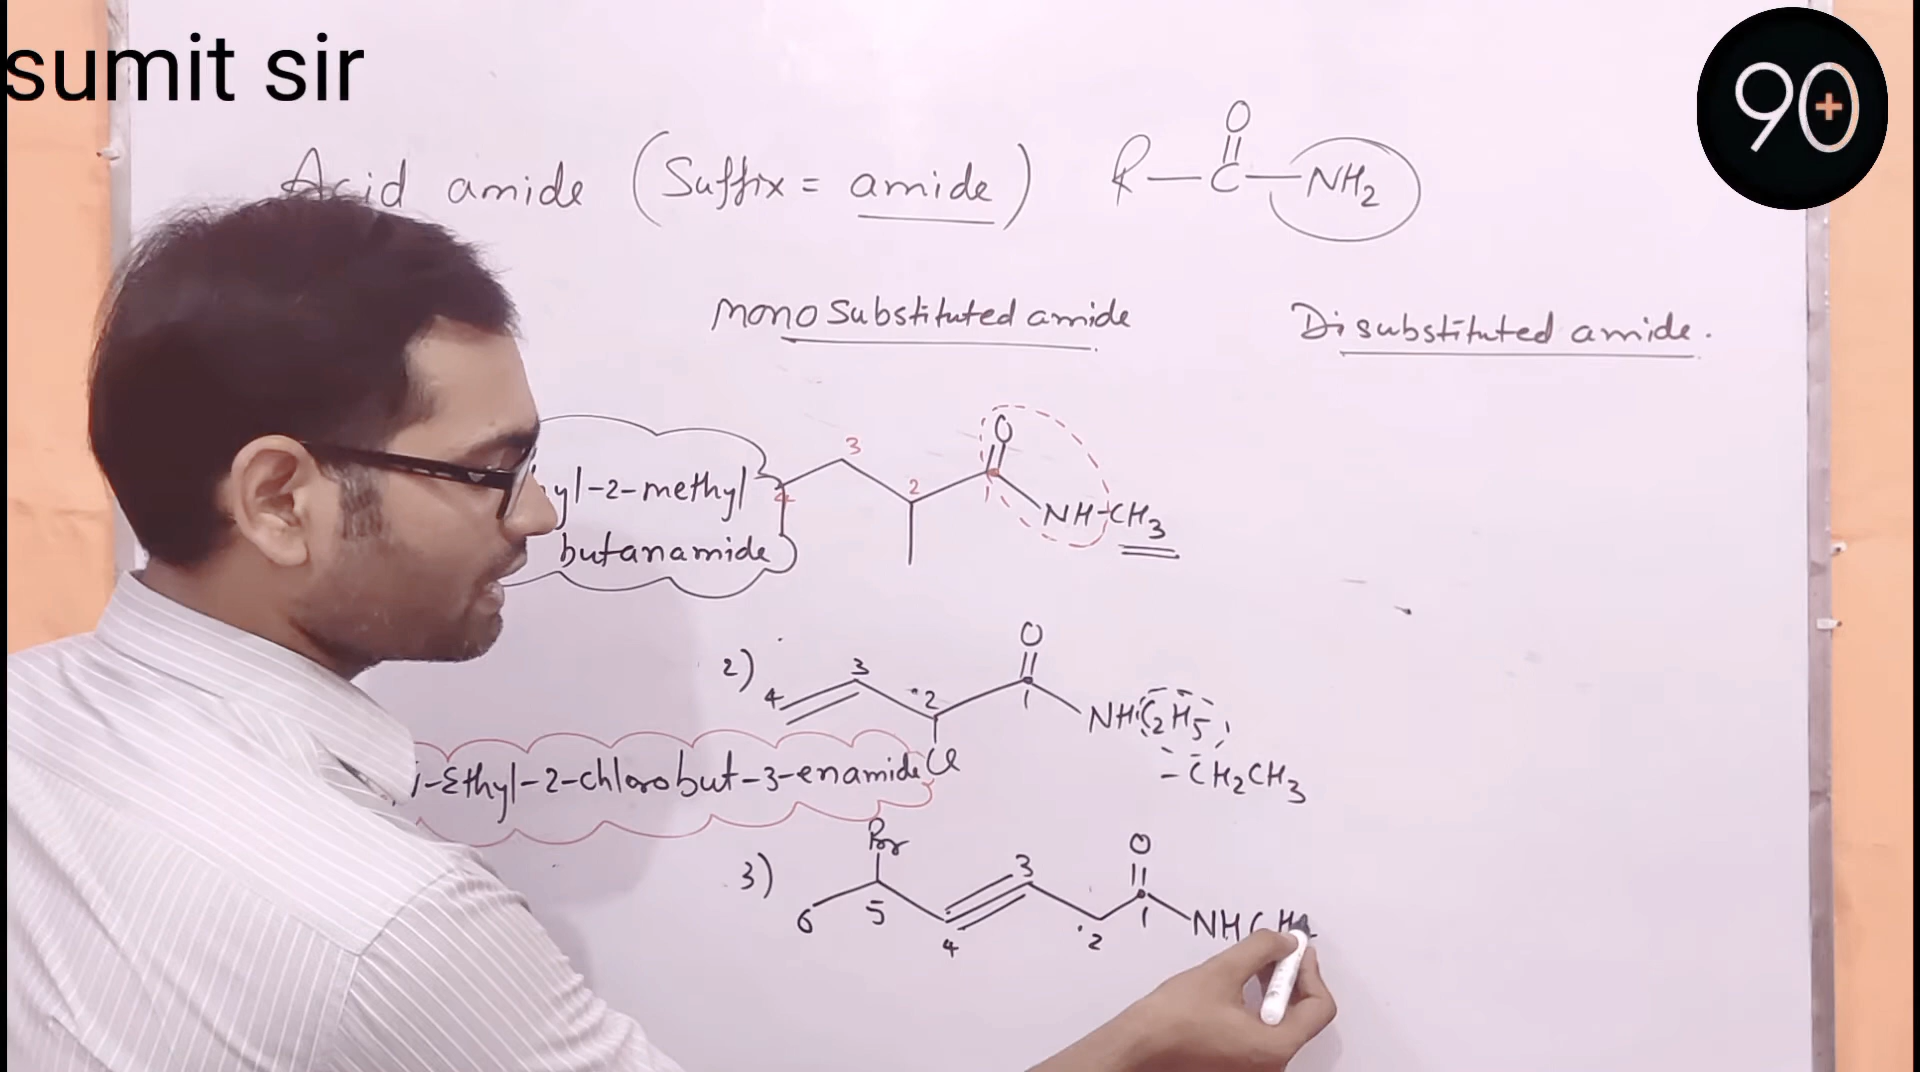 sumit sir
90+
Acid amide (Suffix = amide) R-C-NH2
O
Mono Substituted amide
Disubstituted amide.
yl-2-methyl
butanamide
4 3 2 1
O
NH-CH3
2)
4 3 2 1
O
NH-C2H5
-CH2CH3
-Ethyl-2-chlorobut-3-enamide
Cl
3)
Br
6 5 4 3 2 1
O
NHCH